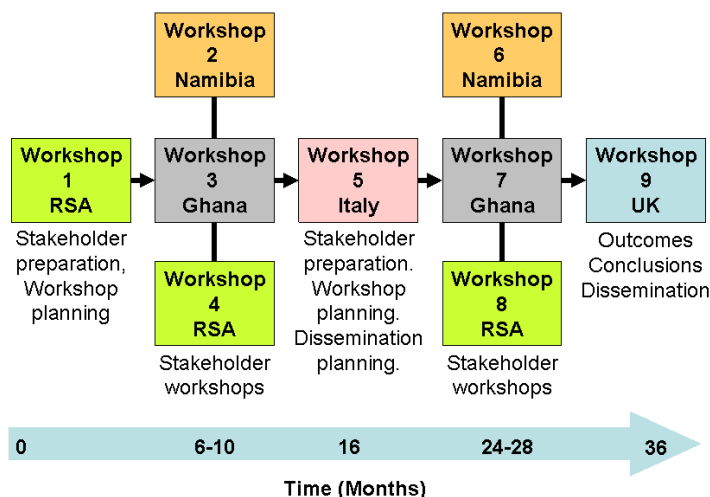 Workshop
2
Namibia
Workshop
6
Namibia
Workshop
1
RSA
Workshop
3
Ghana
Workshop
5
Italy
Workshop
7
Ghana
Workshop
9
UK
Stakeholder
preparation,
Workshop
planning
Workshop
4
RSA
Stakeholder
workshops
Stakeholder
preparation.
Workshop
planning.
Dissemination
planning.
Workshop
8
RSA
Stakeholder
workshops
Outcomes
Conclusions
Dissemination
0 6-10 16 24-28 36
Time (Months)